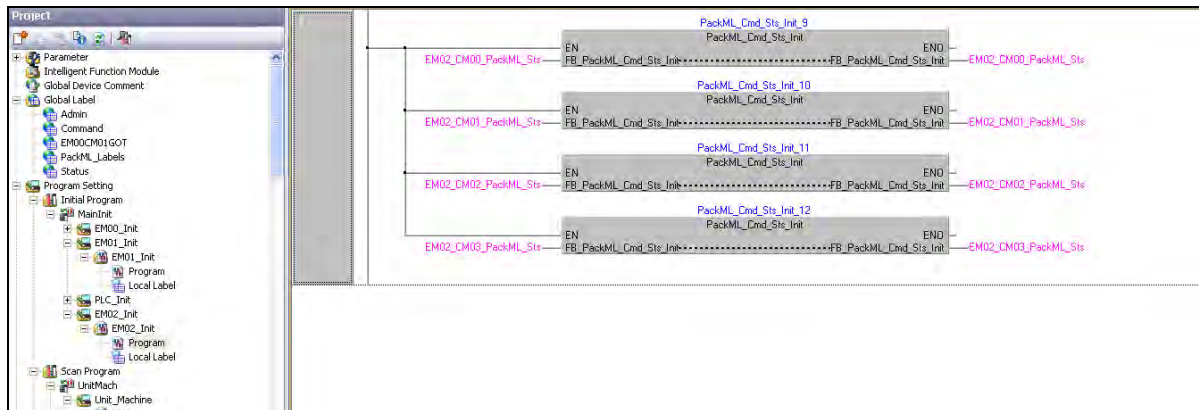 Project
Parameter
Intelligent Function Module
Global Device Comment
Global Label
Admin
Command
EM00CM01GOT
PackML_Labels
Status
Program Setting
Initial Program
MainInit
EM00_Init
EM01_Init
EM01_Init
Program
Local Label
PLC_Init
EM02_Init
EM02_Init
Program
Local Label
Scan Program
UnitMach
Unit_Machine
PackML_Cmd_Sts_Init_9
PackML_Cmd_Sts_Init
EN ENO
EM02_CM00_PackML_Sts FB_PackML_Cmd_Sts_Init FB_PackML_Cmd_Sts_Init EM02_CM00_PackML_Sts
PackML_Cmd_Sts_Init_10
PackML_Cmd_Sts_Init
EN ENO
EM02_CM01_PackML_Sts FB_PackML_Cmd_Sts_Init FB_PackML_Cmd_Sts_Init EM02_CM01_PackML_Sts
PackML_Cmd_Sts_Init_11
PackML_Cmd_Sts_Init
EN ENO
EM02_CM02_PackML_Sts FB_PackML_Cmd_Sts_Init FB_PackML_Cmd_Sts_Init EM02_CM02_PackML_Sts
PackML_Cmd_Sts_Init_12
PackML_Cmd_Sts_Init
EN ENO
EM02_CM03_PackML_Sts FB_PackML_Cmd_Sts_Init FB_PackML_Cmd_Sts_Init EM02_CM03_PackML_Sts